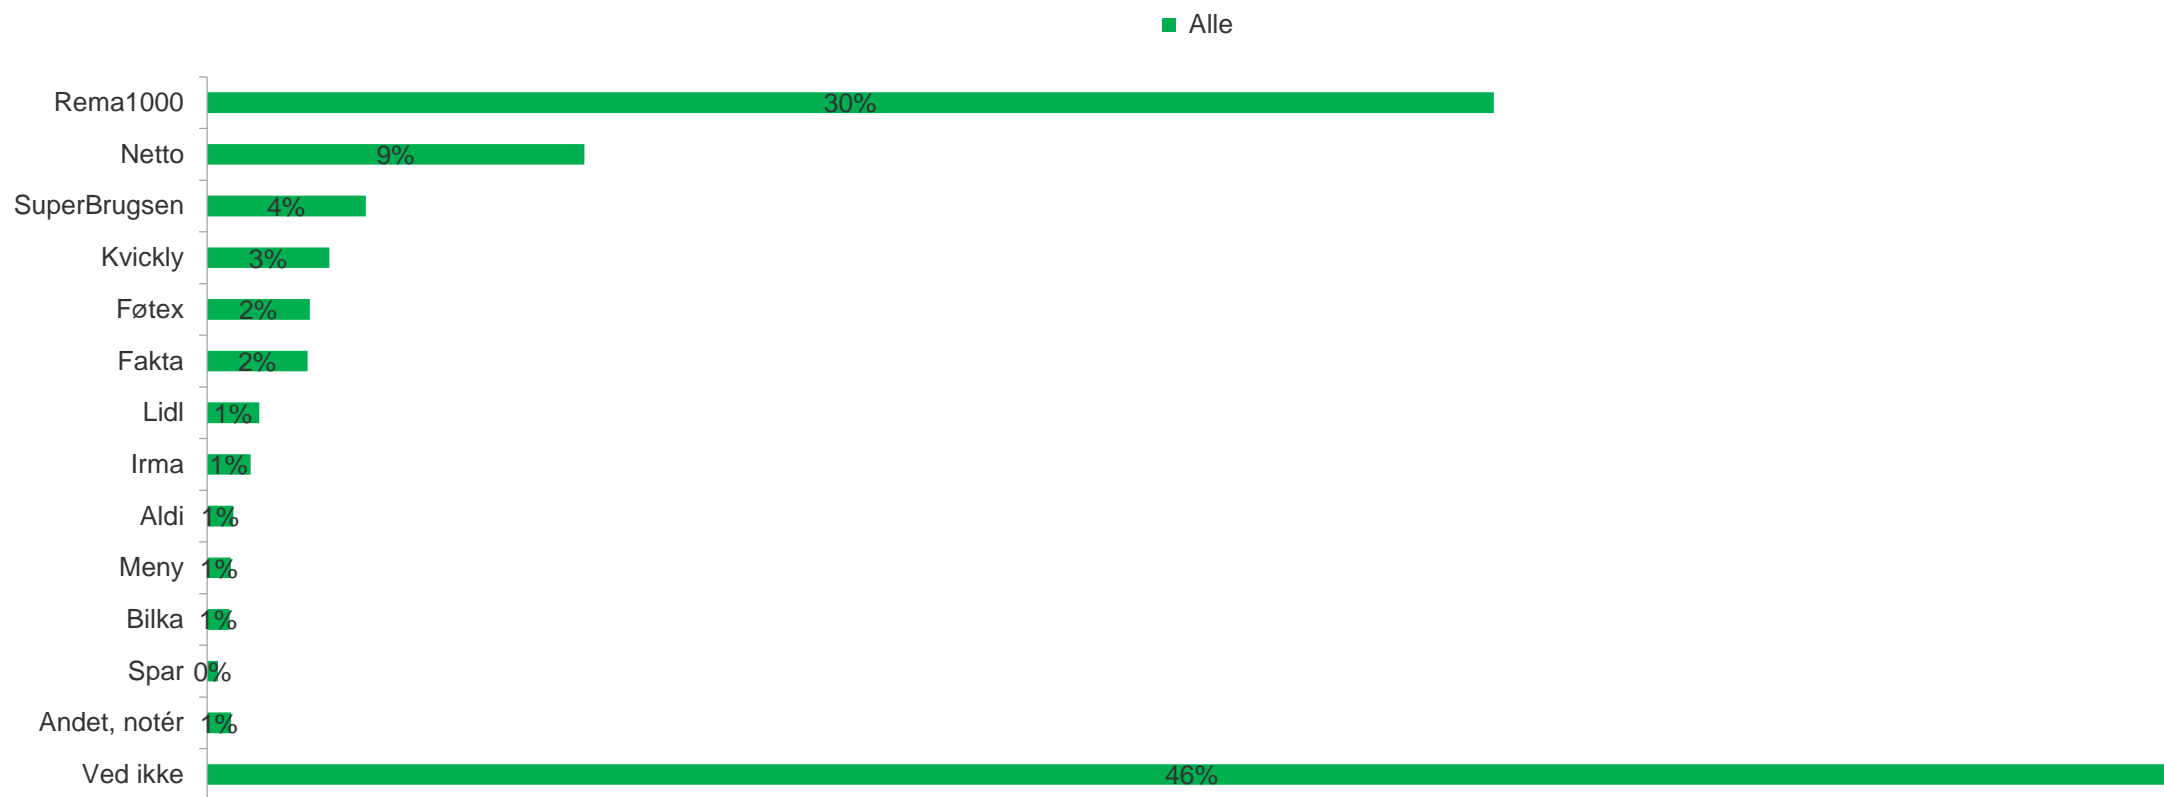 Alle
Rema1000 30%
Netto 9%
SuperBrugsen 4%
Kvickly 3%
Føtex 2%
Fakta 2%
Lidl 1%
Irma 1%
Aldi 1%
Meny 1%
Bilka 1%
Spar 0%
Andet, notér 1%
Ved ikke 46%